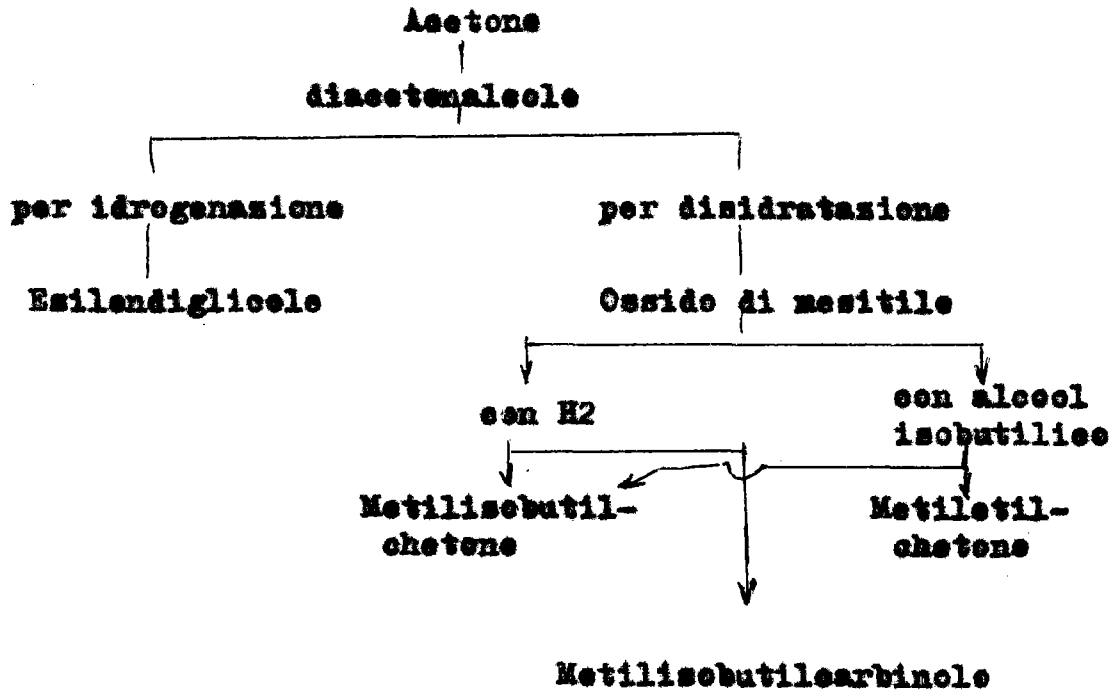 Acetone
diacetonalcole
per idrogenazione
per disidratazione
Esilenglicole
Ossido di mesitile
con H2
con alcool
isobutilico
Metilisobutil-
chetone
Metiletil-
chetone
Metilisobutilcarbinolo